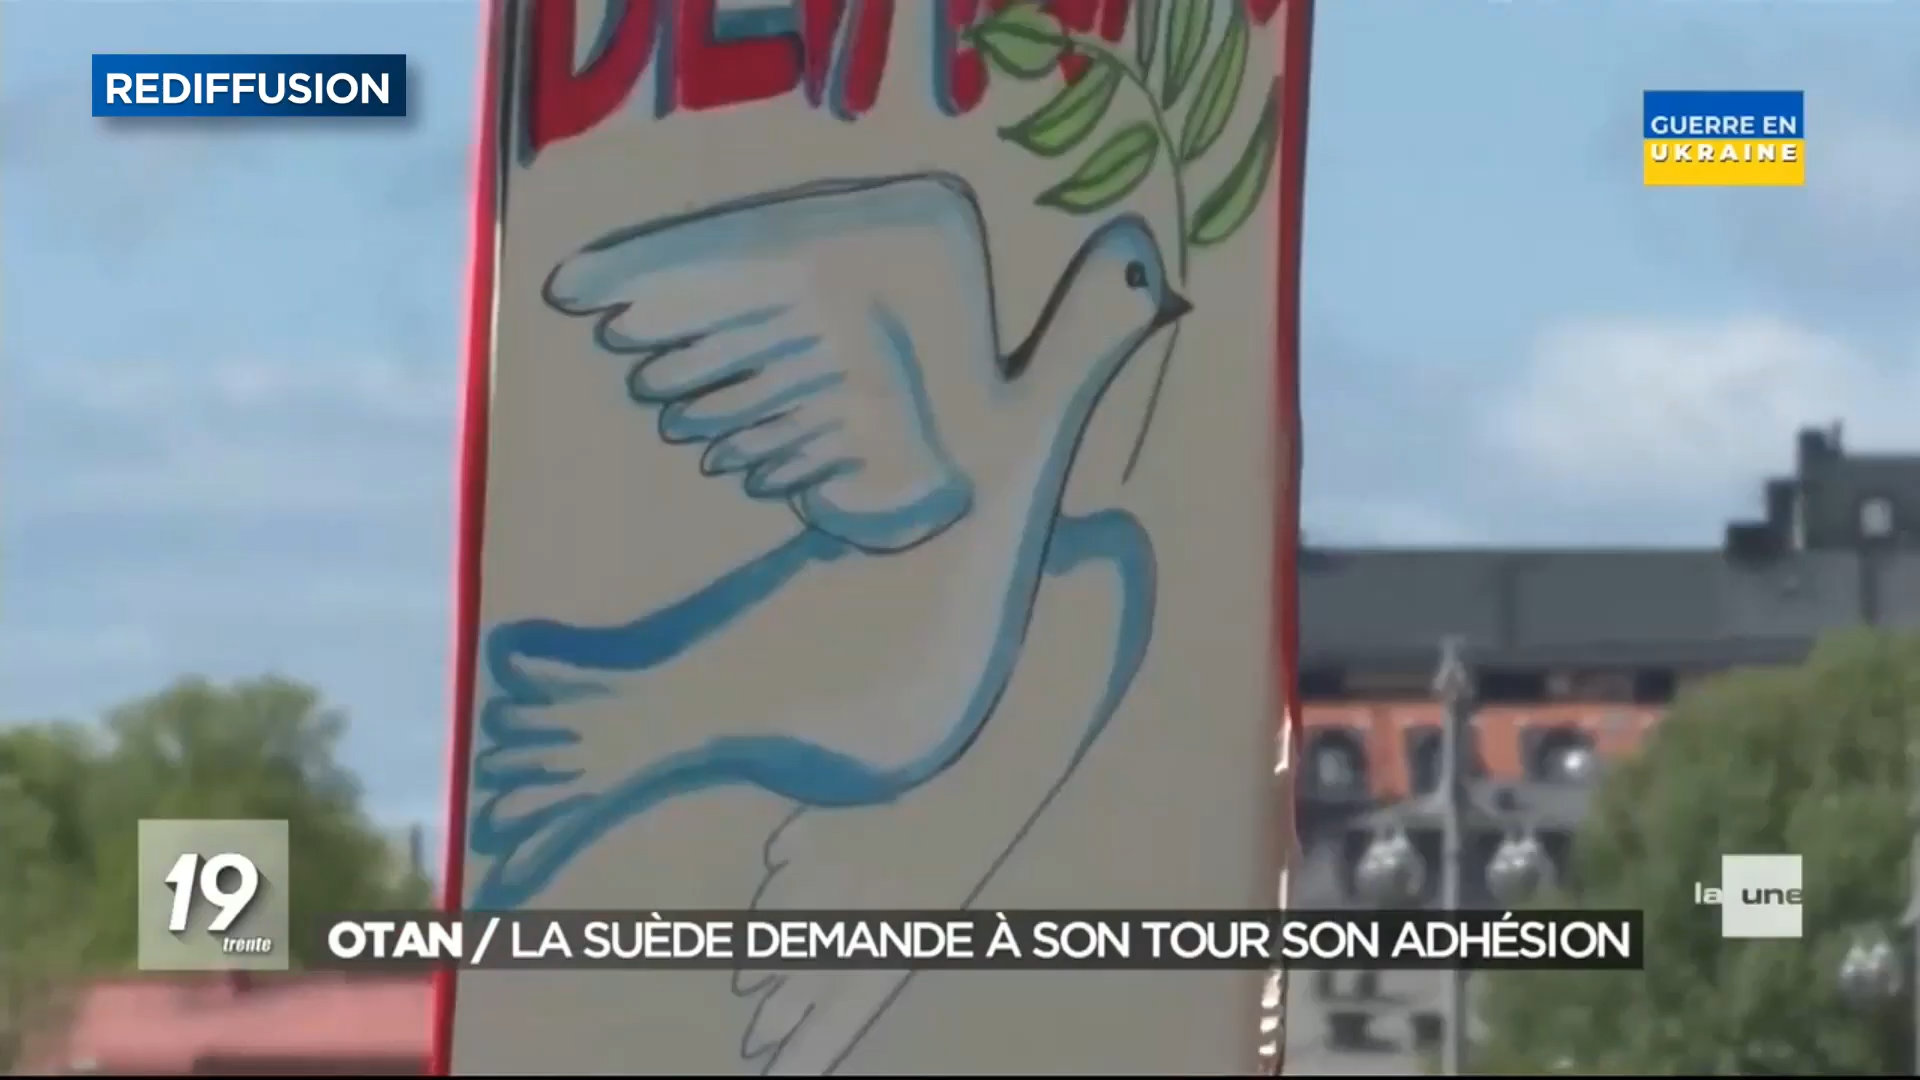 REDIFFUSION
GUERRE EN
UKRAINE
19
trente
OTAN / LA SUÈDE DEMANDE À SON TOUR SON ADHÉSION
la une